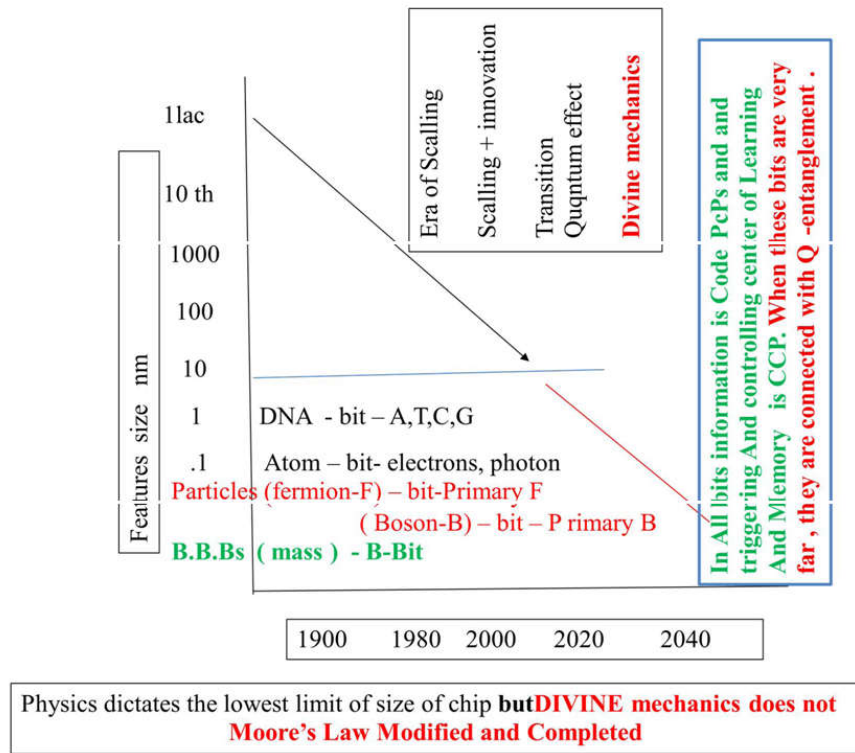 1lac
10 th
1000
100
10
1
.1
Features size nm
Era of Scalling
Scalling + innovation
Transition
Quqntum effect
Divine mechanics
DNA - bit – A,T,C,G
Atom – bit- electrons, photon
Particles (fermion-F) – bit-Primary F
( Boson-B) – bit – P rimary B
B.B.Bs ( mass ) - B-Bit
In All bits information is Code PcPs and and
triggering And controlling center of Learning
And Memory is CCP. When these bits are very
far , they are connected with Q -entanglement .
1900 1980 2000 2020 2040
Physics dictates the lowest limit of size of chip butDIVINE mechanics does not
Moore's Law Modified and Completed